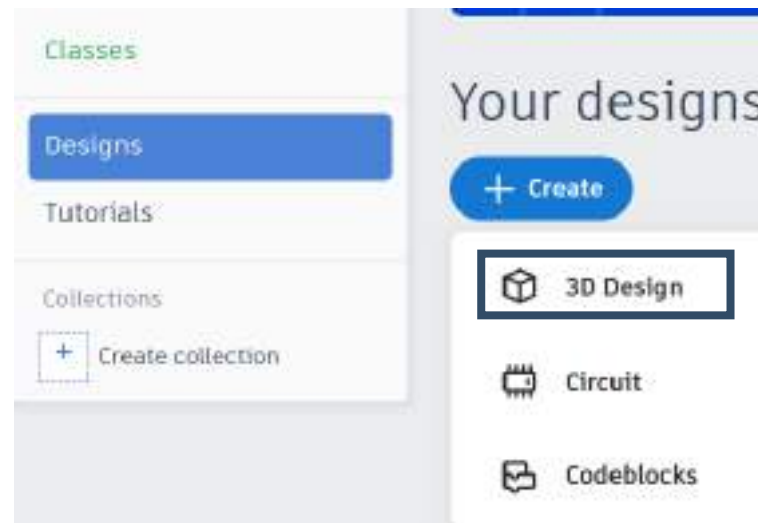 Classes
Designs
Tutorials
Collections
+ Create collection
Your designs
+ Create
3D Design
Circuit
Codeblocks